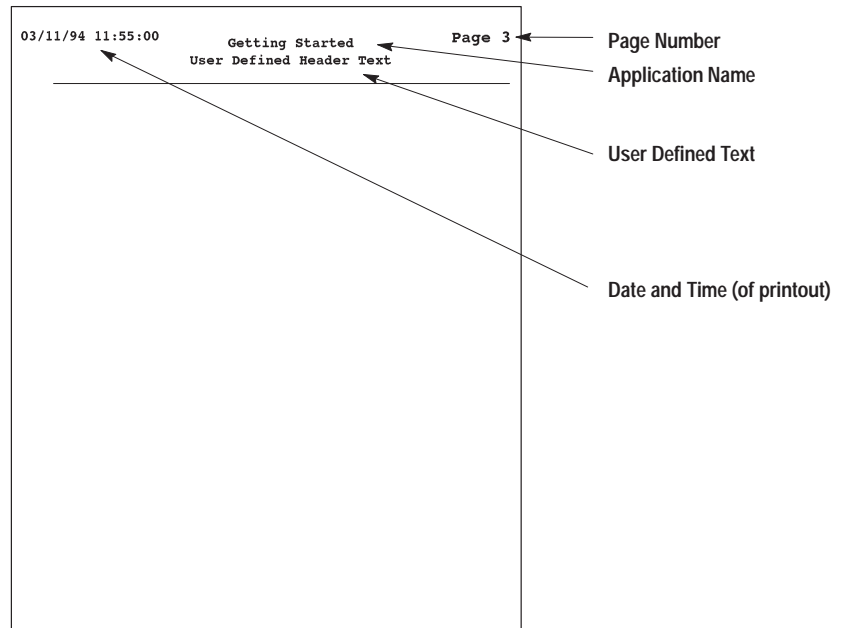 03/11/94 11:55:00
Getting Started
Page 3
User Defined Header Text
Page Number
Application Name
User Defined Text
Date and Time (of printout)